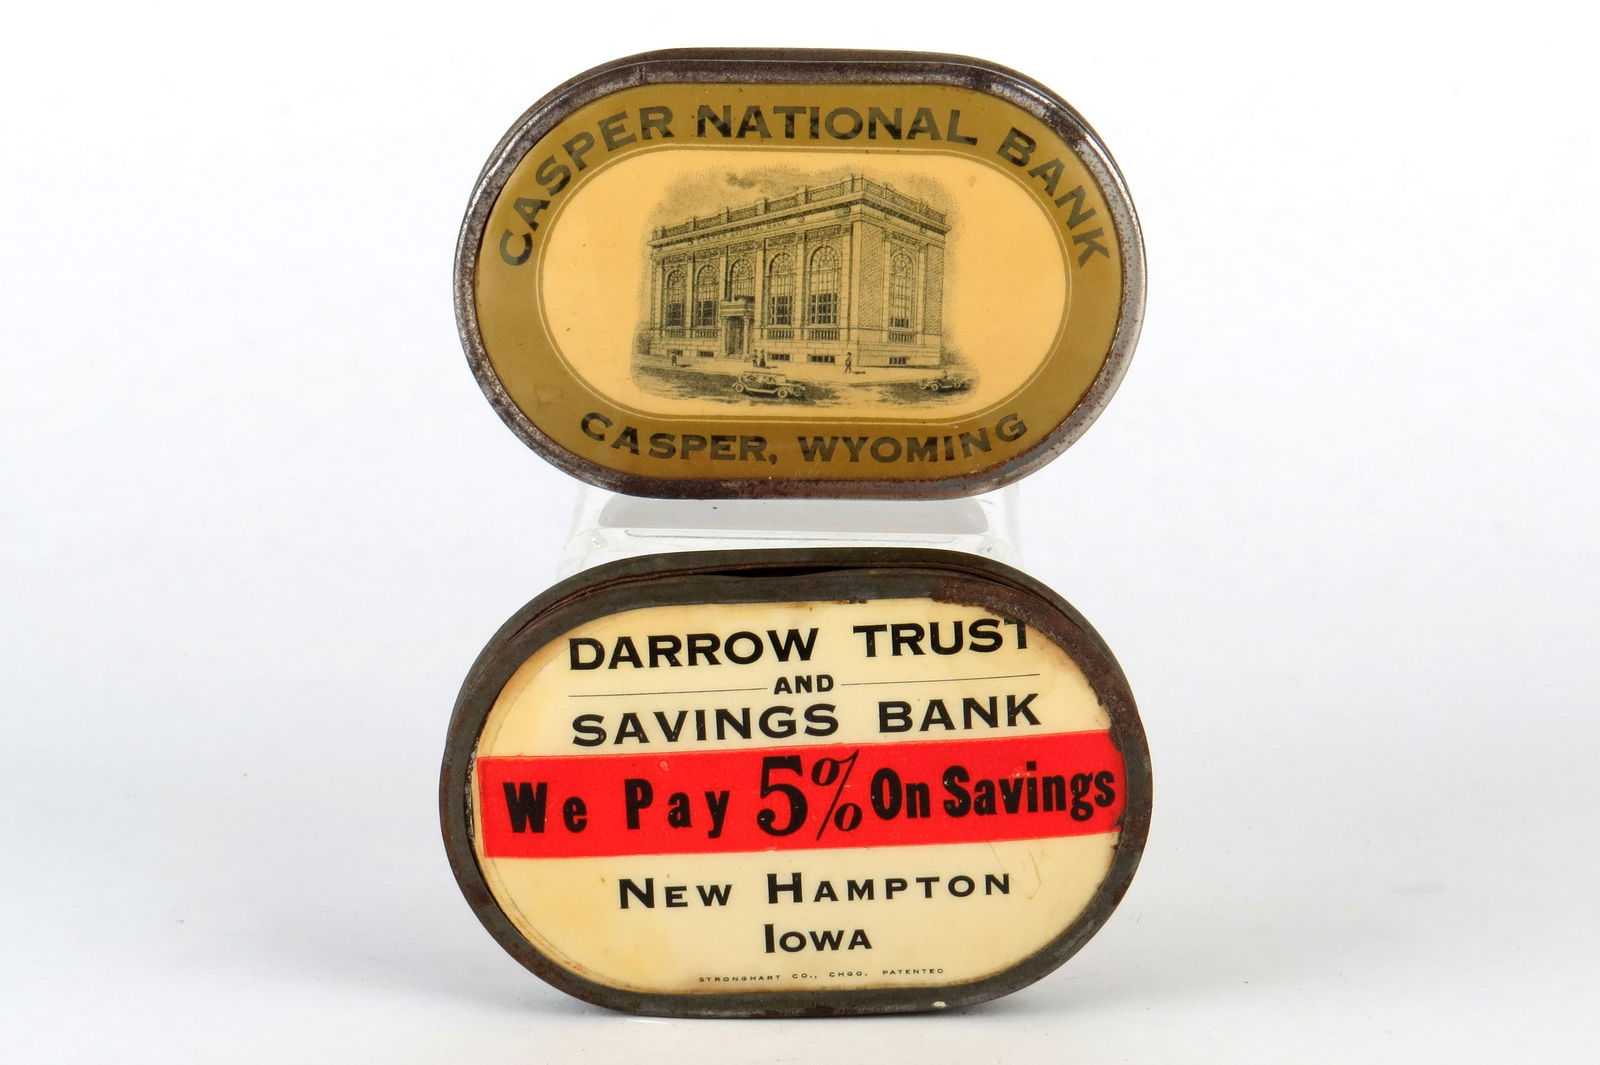 CASPER NATIONAL BANK
CASPER, WYOMING
DARROW TRUST
AND
SAVINGS BANK
We Pay 5% On Savings
NEW HAMPTON
IOWA
STRONGHART CO., CHGO. PATENTED